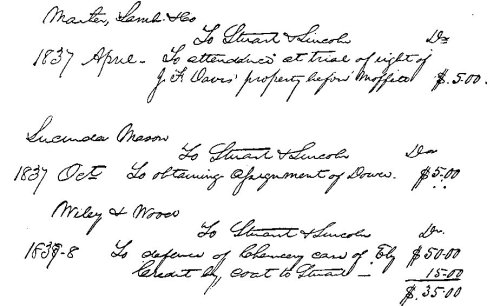 Marter, Lamb & Co
To Stuart & Lincoln Dr
1837 April - To attendance at trial of right of
J. F. Davis' property before Moffett $.5.00.
Lucinda Mason
To Stuart & Lincoln Dr
1837 Oct To obtaining assignment of Dower. $5.00
Wiley & Wood
To Stuart & Lincoln Dr.
1837-8 To defence of Chancery case of Ely $50.00
Credit by, coat to Stuart — 15.00
$.35.00